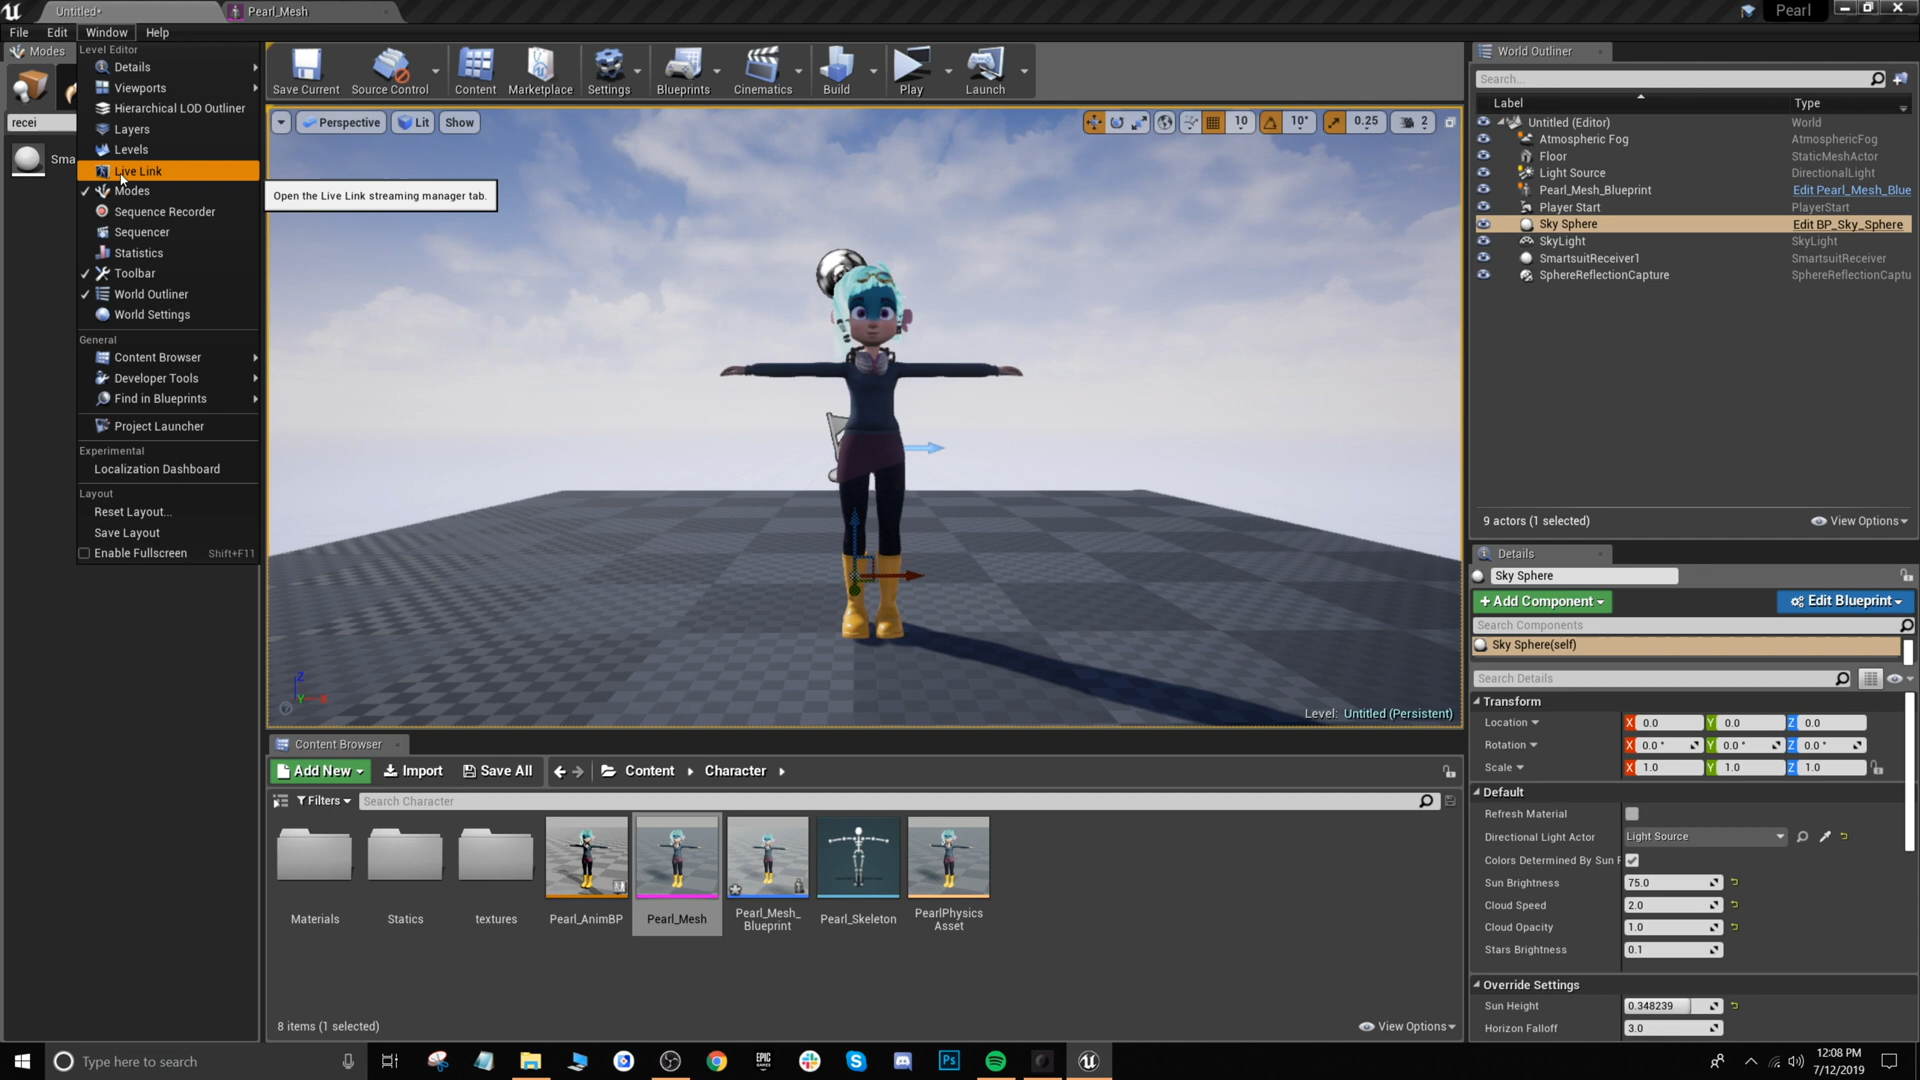 Untitled*
Pearl_Mesh
Pearl
File
Edit
Window
Help
Modes
recei
Sma
Level Editor
Details
Viewports
Hierarchical LOD Outliner
Layers
Levels
Live Link
Modes
Sequence Recorder
Sequencer
Statistics
Toolbar
World Outliner
World Settings
General
Content Browser
Developer Tools
Find in Blueprints
Project Launcher
Experimental
Localization Dashboard
Layout
Reset Layout...
Save Layout
Enable Fullscreen Shift+F11
Open the Live Link streaming manager tab.
Save Current
Source Control
Content
Marketplace
Settings
Blueprints
Cinematics
Build
Play
Launch
Perspective
Lit
Show
10
10°
0.25
2
Z
Y
X
Level: Untitled (Persistent)
World Outliner
Search...
Label Type
Untitled (Editor) World
Atmospheric Fog AtmosphericFog
Floor StaticMeshActor
Light Source DirectionalLight
Pearl_Mesh_Blueprint Edit Pearl_Mesh_Blue
Player Start PlayerStart
Sky Sphere Edit BP_Sky_Sphere
SkyLight SkyLight
SmartsuitReceiver1 SmartsuitReceiver
SphereReflectionCapture SphereReflectionCaptu
9 actors (1 selected)
View Options
Details
Sky Sphere
+ Add Component
Edit Blueprint
Search Components
Sky Sphere(self)
Search Details
Transform
Location X 0.0 Y 0.0 Z 0.0
Rotation X 0.0 ° Y 0.0 ° Z 0.0 °
Scale X 1.0 Y 1.0 Z 1.0
Default
Refresh Material
Directional Light Actor Light Source
Colors Determined By Sun P
Sun Brightness 75.0
Cloud Speed 2.0
Cloud Opacity 1.0
Stars Brightness 0.1
Override Settings
Sun Height 0.348239
Horizon Falloff 3.0
Content Browser
Add New
Import
Save All
Content
Character
Filters
Search Character
Materials
Statics
textures
Pearl_AnimBP
Pearl_Mesh
Pearl_Mesh_
Blueprint
Pearl_Skeleton
PearlPhysics
Asset
8 items (1 selected)
View Options
Type here to search
EPIC
GAMES
Ps
12:08 PM
7/12/2019